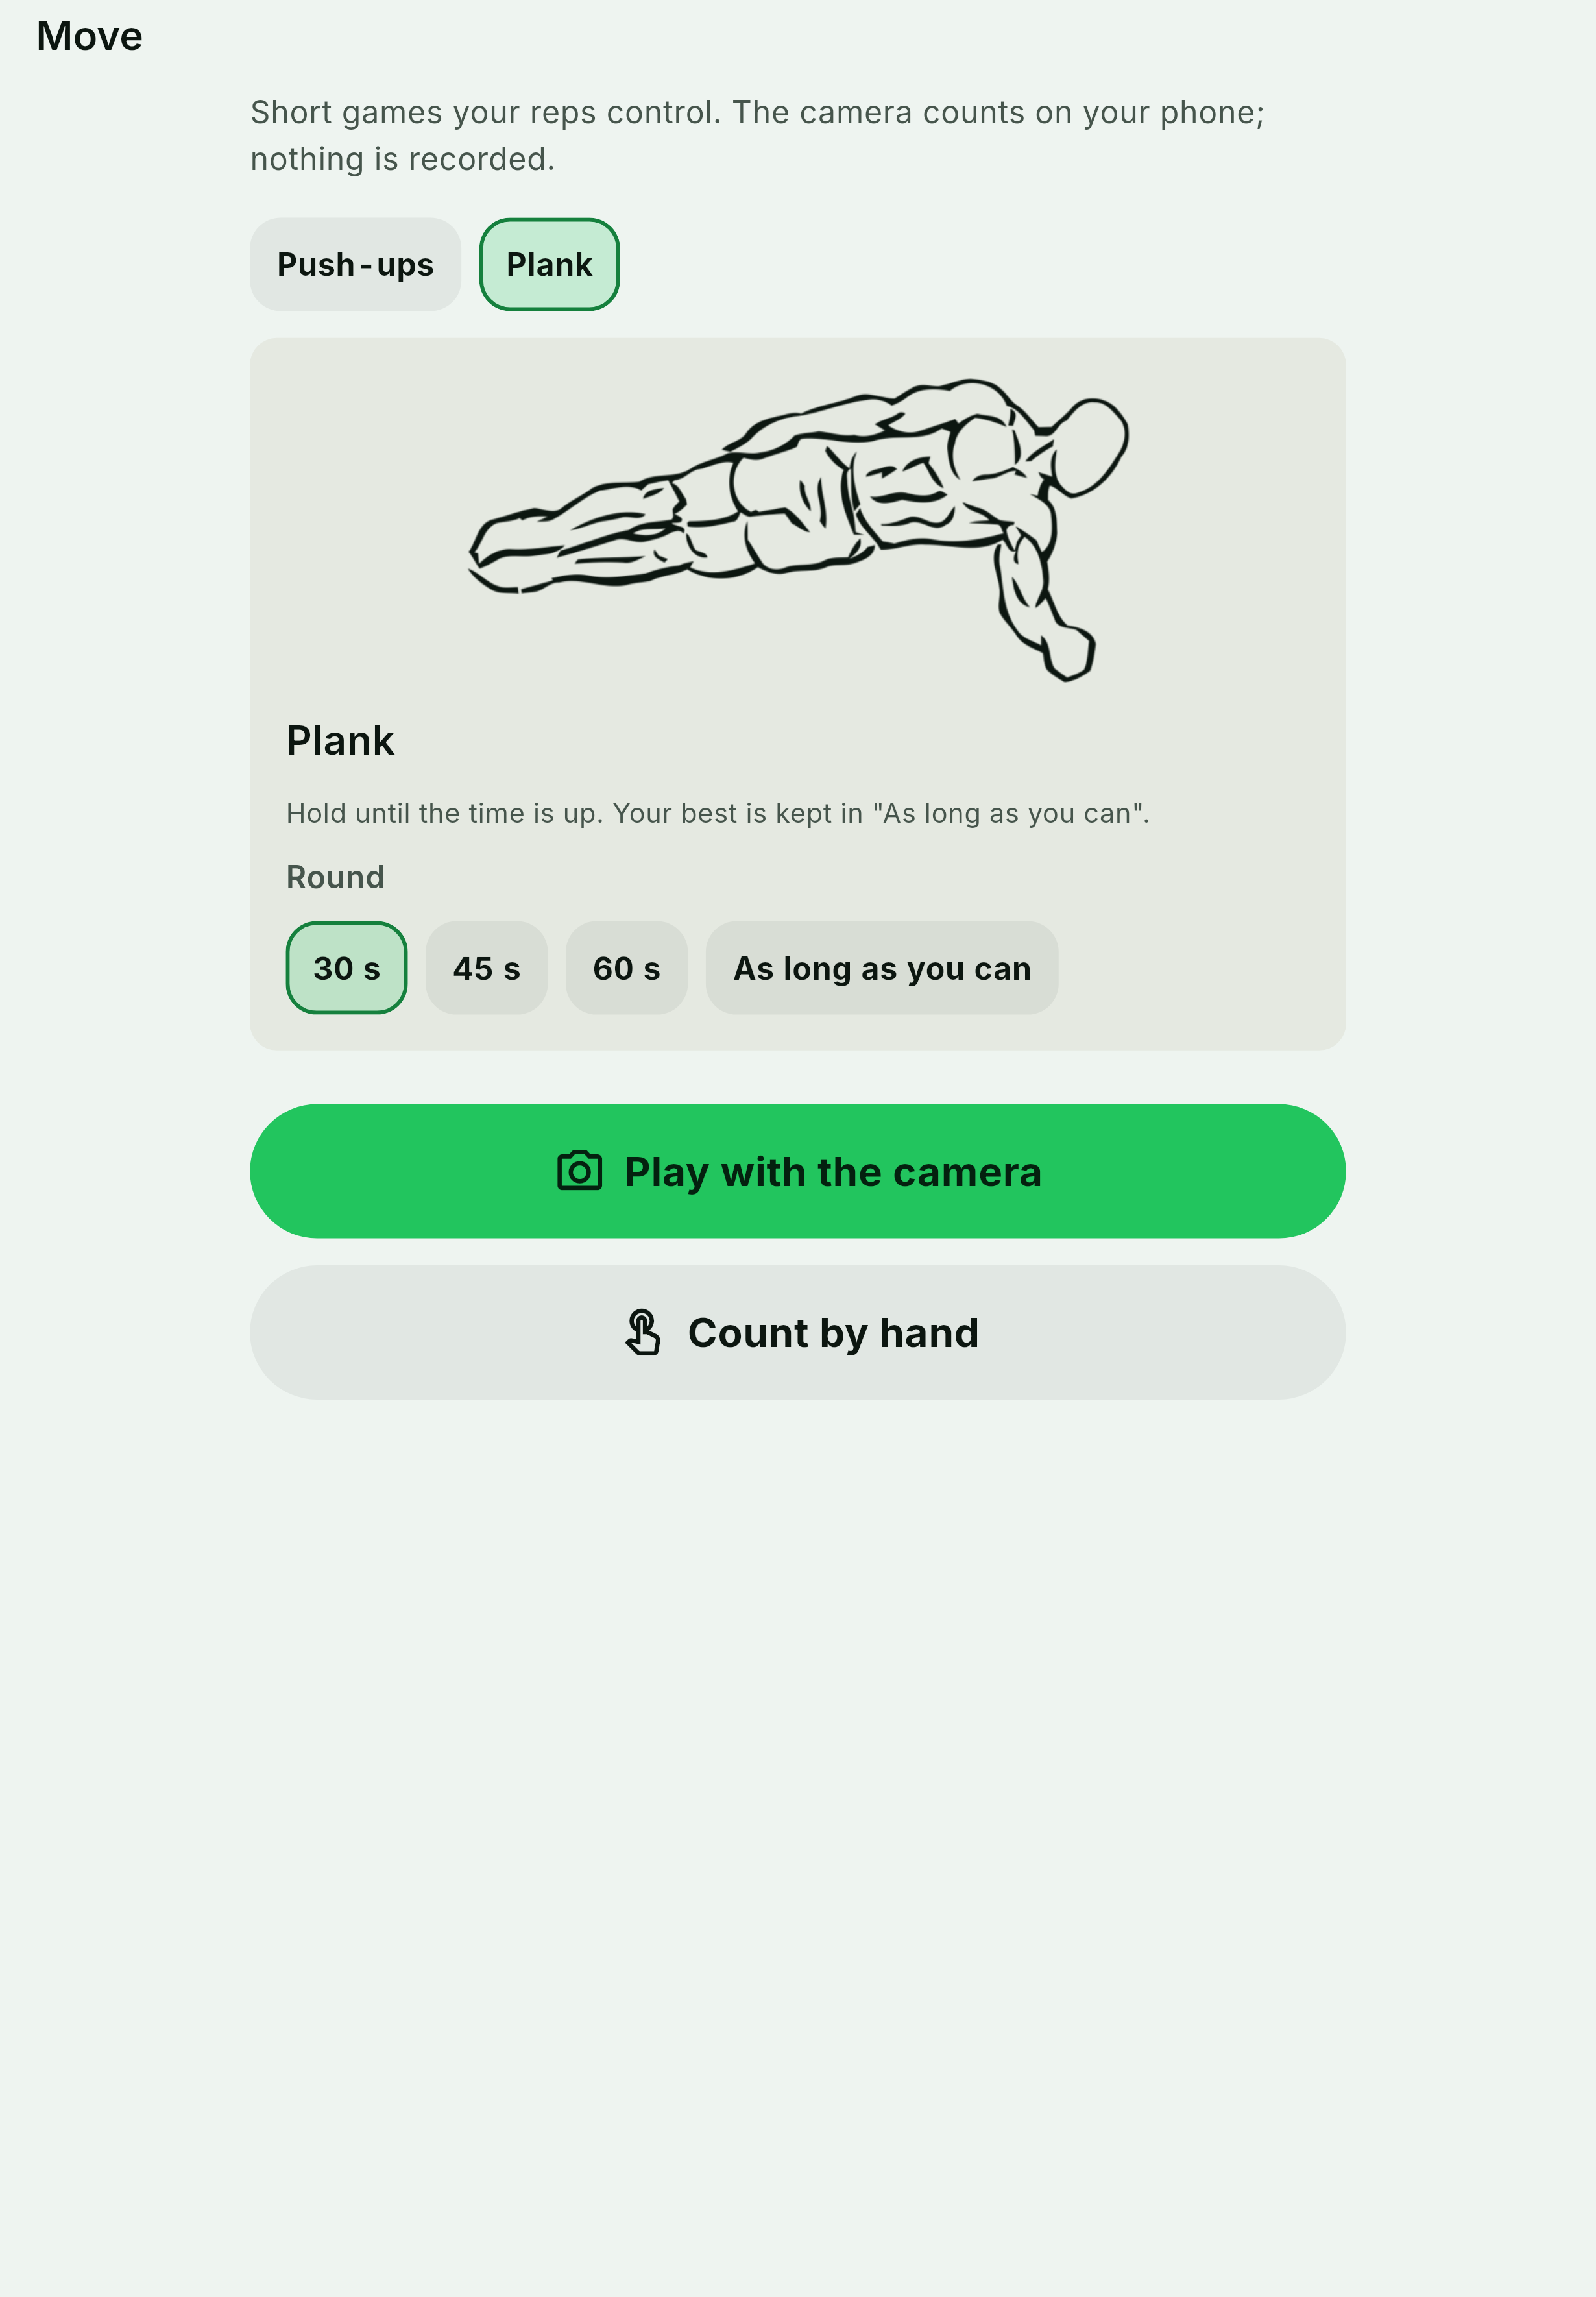 Move
Short games your reps control. The camera counts on your phone;
nothing is recorded.
Push-ups
Plank
Plank
Hold until the time is up. Your best is kept in "As long as you can".
Round
30 s
45 s
60 s
As long as you can
Play with the camera
Count by hand